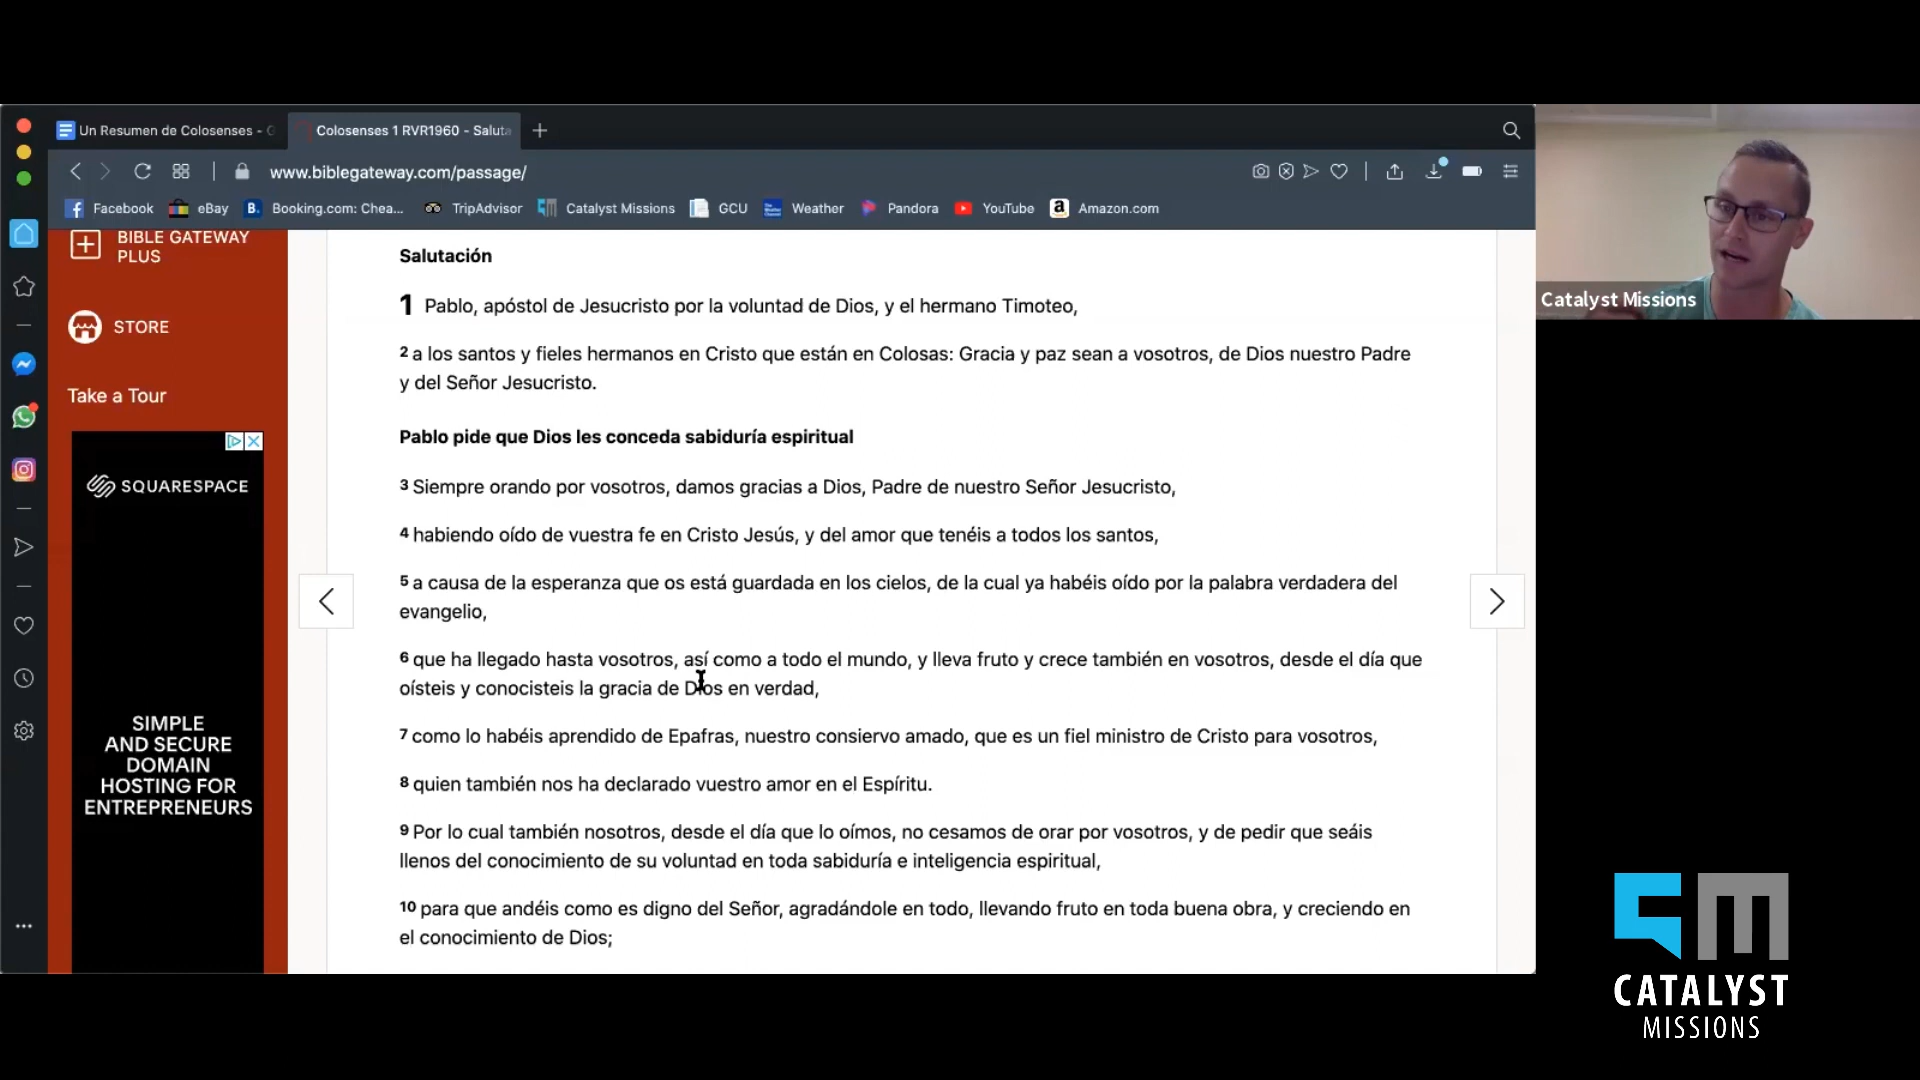 Un Resumen de Colosenses - G
Colosenses 1 RVR1960 - Saluta
www.biblegateway.com/passage/
Facebook
eBay
B.
Booking.com: Chea...
TripAdvisor
Catalyst Missions
GCU
Weather
Pandora
YouTube
a
Amazon.com
BIBLE GATEWAY
PLUS
STORE
Take a Tour
SQUARESPACE
SIMPLE
AND SECURE
DOMAIN
HOSTING FOR
ENTREPRENEURS
Salutación
1 Pablo, apóstol de Jesucristo por la voluntad de Dios, y el hermano Timoteo,
2 a los santos y fieles hermanos en Cristo que están en Colosas: Gracia y paz sean a vosotros, de Dios nuestro Padre
y del Señor Jesucristo.
Pablo pide que Dios les conceda sabiduría espiritual
3 Siempre orando por vosotros, damos gracias a Dios, Padre de nuestro Señor Jesucristo,
4 habiendo oído de vuestra fe en Cristo Jesús, y del amor que tenéis a todos los santos,
5 a causa de la esperanza que os está guardada en los cielos, de la cual ya habéis oído por la palabra verdadera del
evangelio,
6 que ha llegado hasta vosotros, así como a todo el mundo, y lleva fruto y crece también en vosotros, desde el día que
oísteis y conocisteis la gracia de Dios en verdad,
7 como lo habéis aprendido de Epafras, nuestro consiervo amado, que es un fiel ministro de Cristo para vosotros,
8 quien también nos ha declarado vuestro amor en el Espíritu.
9 Por lo cual también nosotros, desde el día que lo oímos, no cesamos de orar por vosotros, y de pedir que seáis
llenos del conocimiento de su voluntad en toda sabiduría e inteligencia espiritual,
10 para que andéis como es digno del Señor, agradándole en todo, llevando fruto en toda buena obra, y creciendo en
el conocimiento de Dios;
Catalyst Missions
CATALYST
MISSIONS